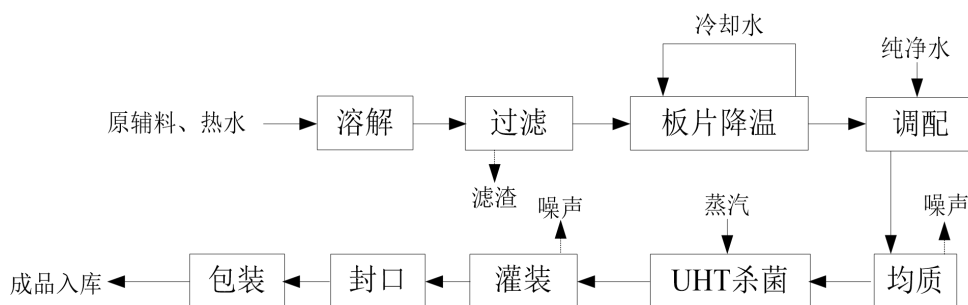 冷却水
纯净水
原辅料、热水
溶解
过滤
板片降温
调配
滤渣
噪声
蒸汽
噪声
成品入库
包装
封口
灌装
UHT杀菌
均质